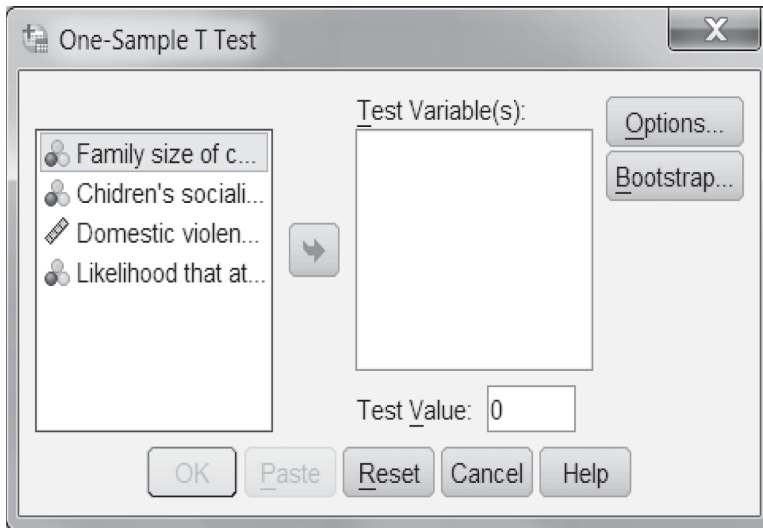 One-Sample T Test
X
Test Variable(s):
Family size of c...
Chidren's sociali...
Domestic violen...
Likelihood that at...
Options...
Bootstrap...
Test Value: 0
OK Paste Reset Cancel Help